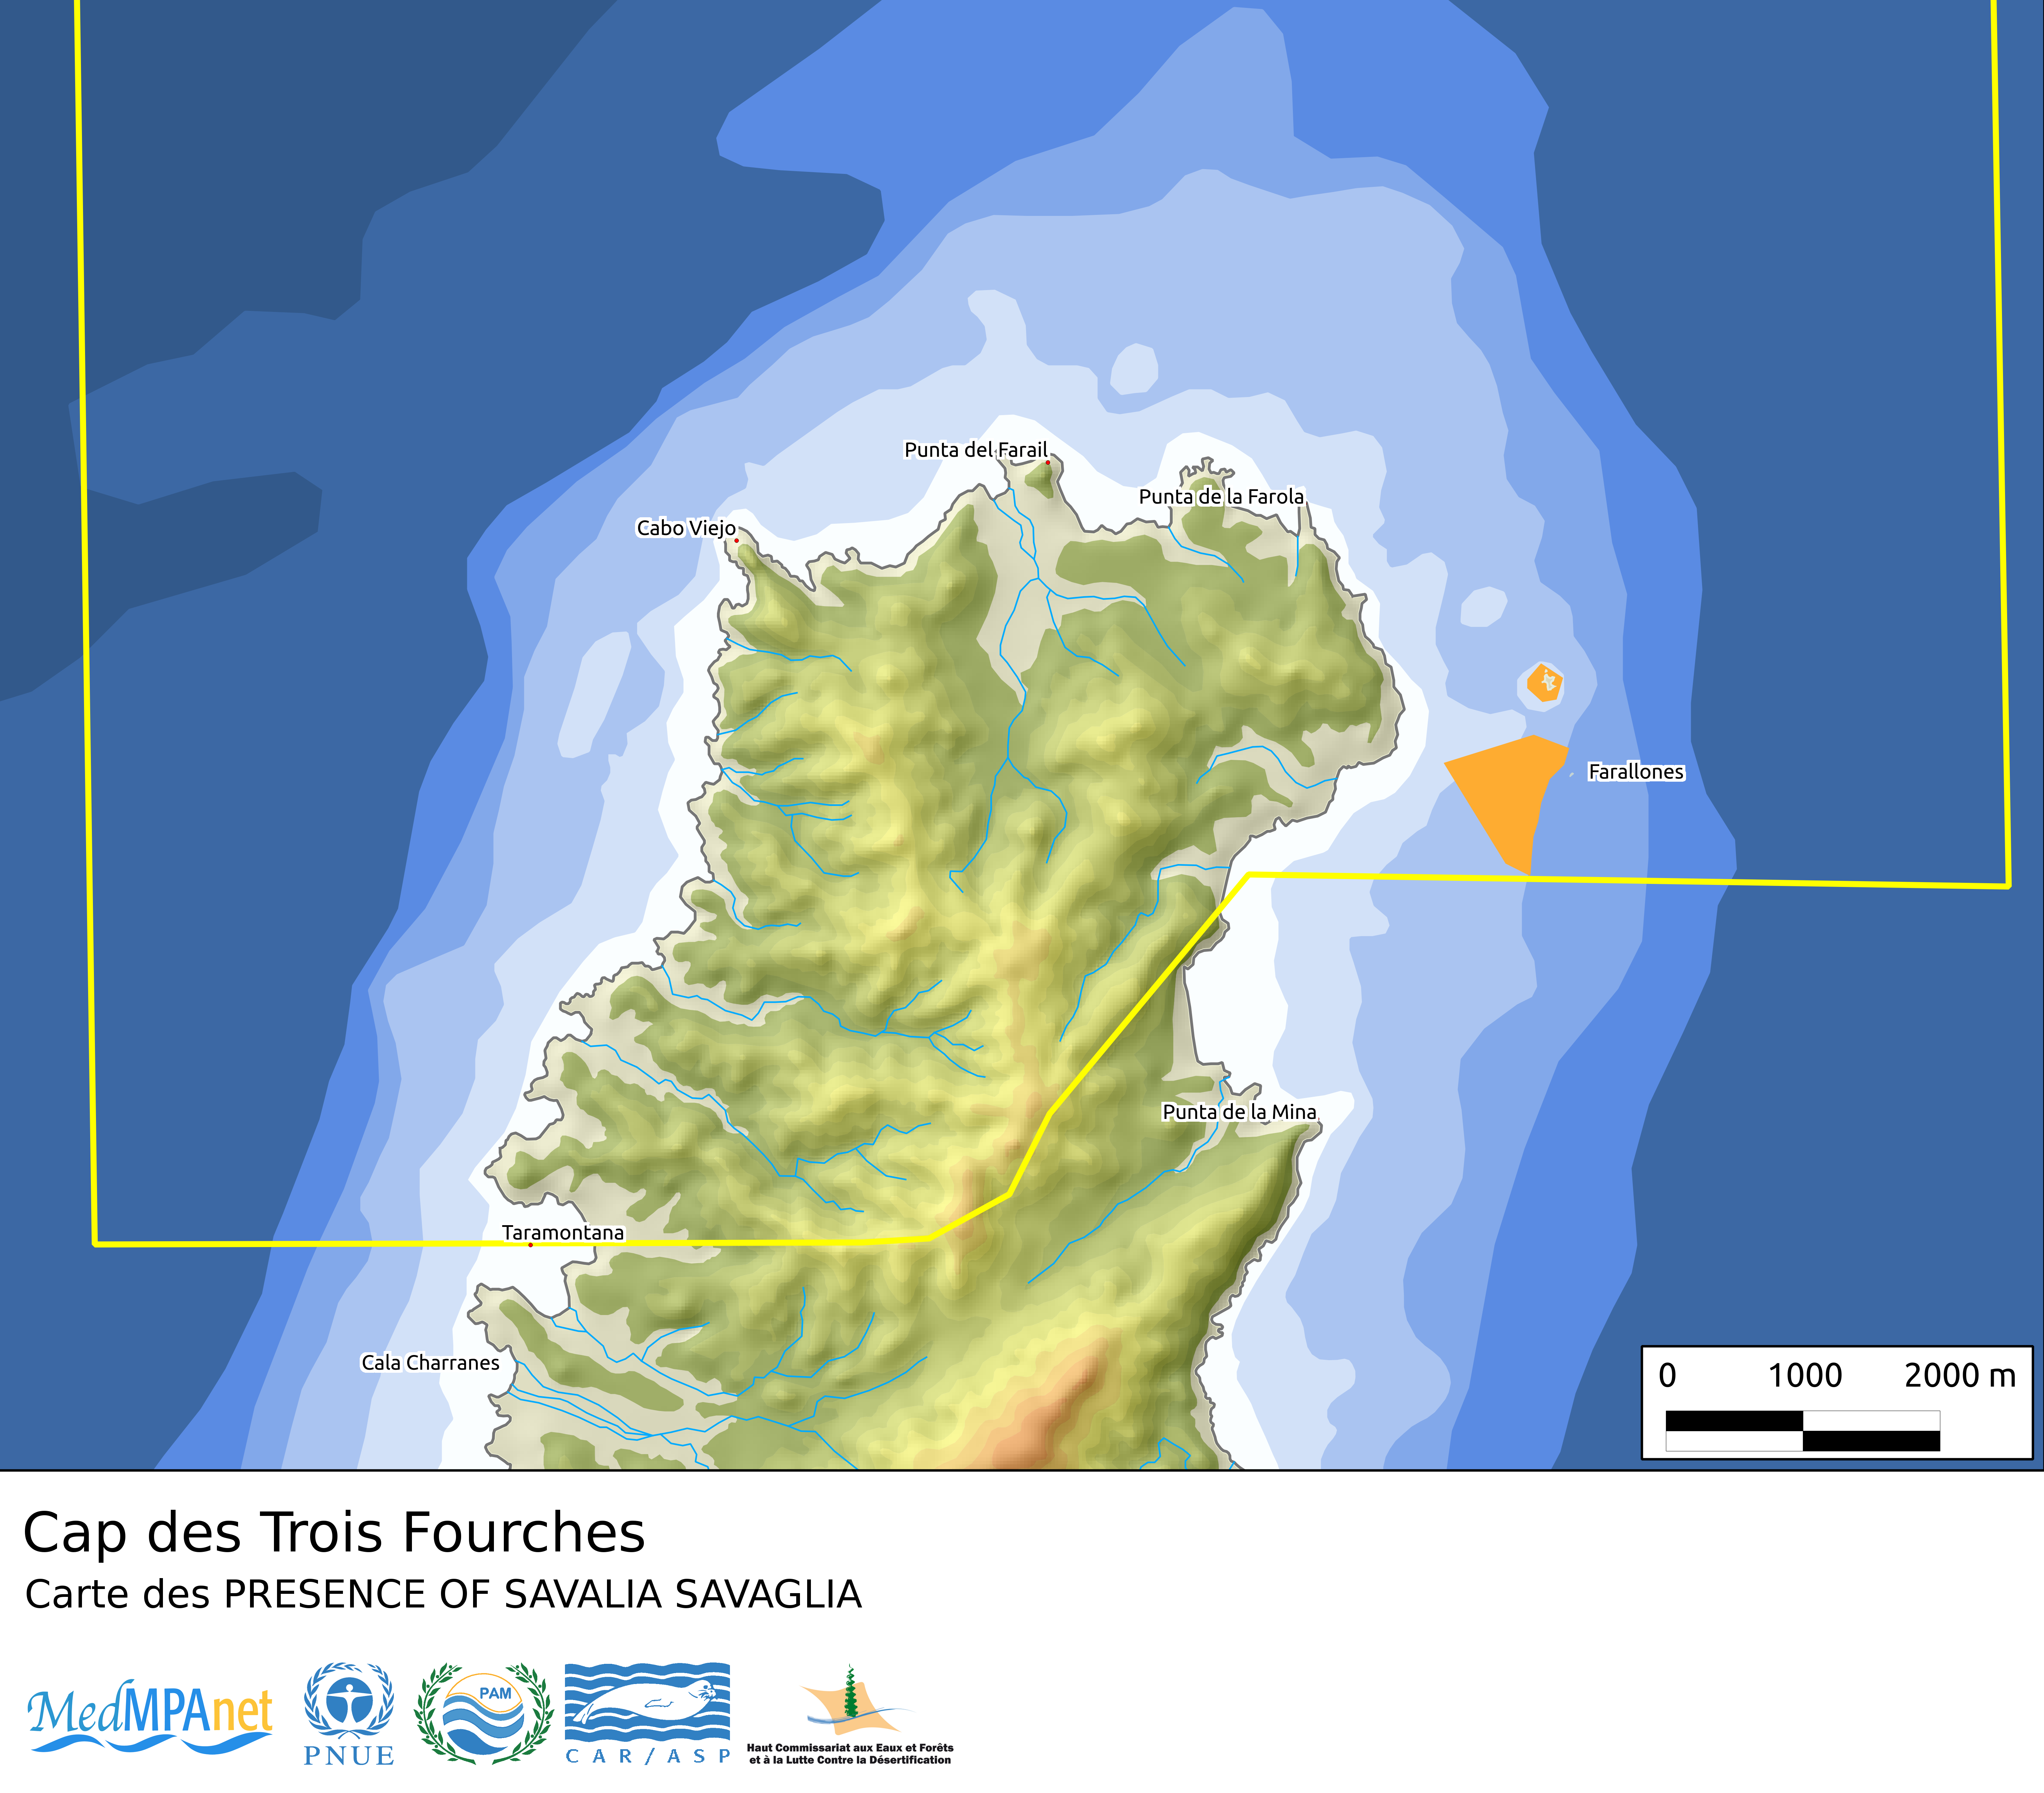 Punta del Farail
Punta de la Farola
Cabo Viejo
Farallones
Punta de la Mina
Taramontana
Cala Charranes
0 1000 2000 m
Cap des Trois Fourches
Carte des PRESENCE OF SAVALIA SAVAGLIA
MedMPAnet
PNUE
PAM
CAR/ASP
Haut Commissariat aux Eaux et Forêts
et à la Lutte Contre la Désertification